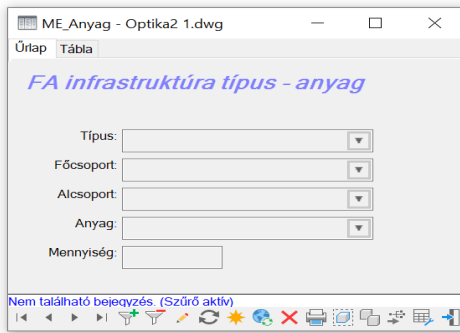 ME_Anyag - Optika2 1.dwg
Űrlap Tábla
FA infrastruktúra típus - anyag
Típus:
Főcsoport:
Alcsoport:
Anyag:
Mennyiség:
Nem található bejegyzés. (Szűrő aktív)